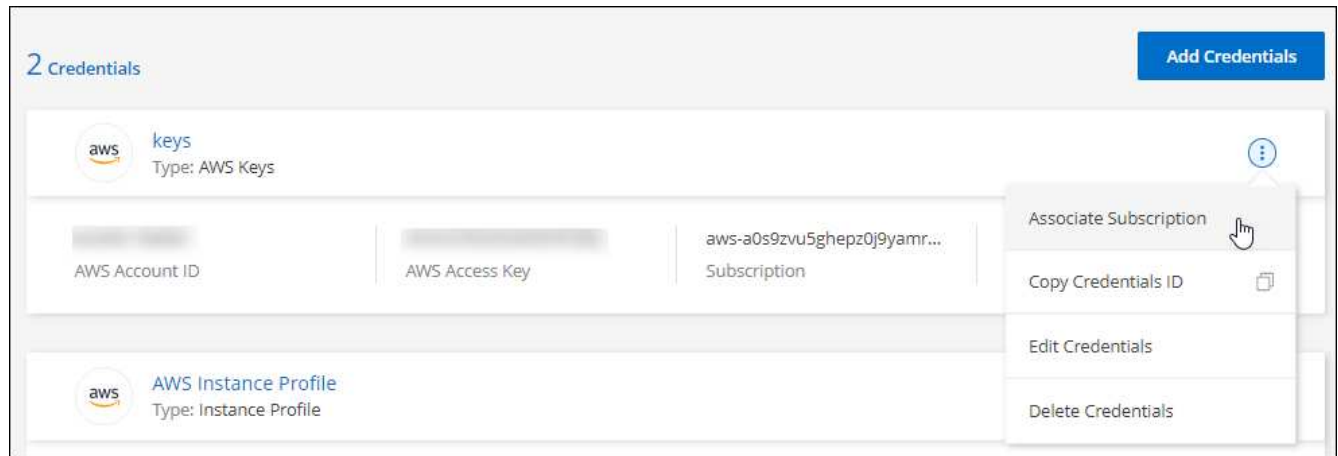 2 Credentials
Add Credentials
aws
keys
Type: AWS Keys
Associate Subscription
aws-a0s9zvu5ghepz0j9yamr...
AWS Account ID
AWS Access Key
Subscription
Copy Credentials ID
Edit Credentials
aws
AWS Instance Profile
Type: Instance Profile
Delete Credentials